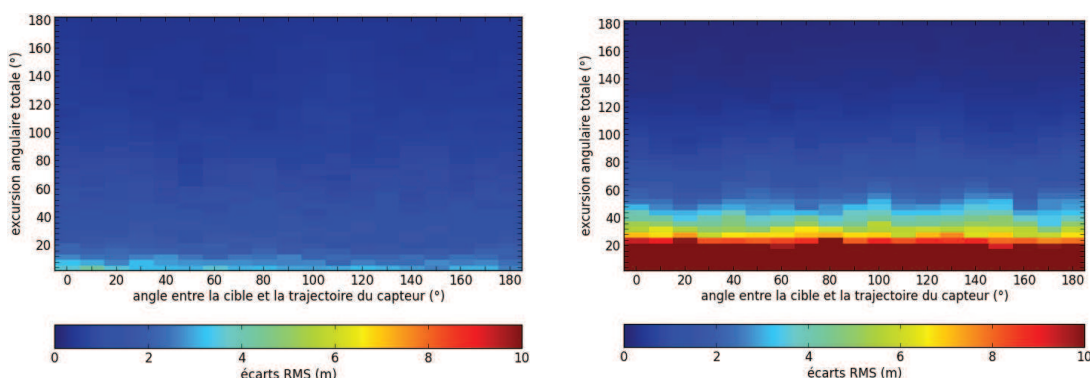 180
160
140
120
100
80
60
40
20
excursion angulaire totale (°)
0 20 40 60 80 100 120 140 160 180
angle entre la cible et la trajectoire du capteur (°)
0 2 4 6 8 10
écarts RMS (m)
180
160
140
120
100
80
60
40
20
excursion angulaire totale (°)
0 20 40 60 80 100 120 140 160 180
angle entre la cible et la trajectoire du capteur (°)
0 2 4 6 8 10
écarts RMS (m)